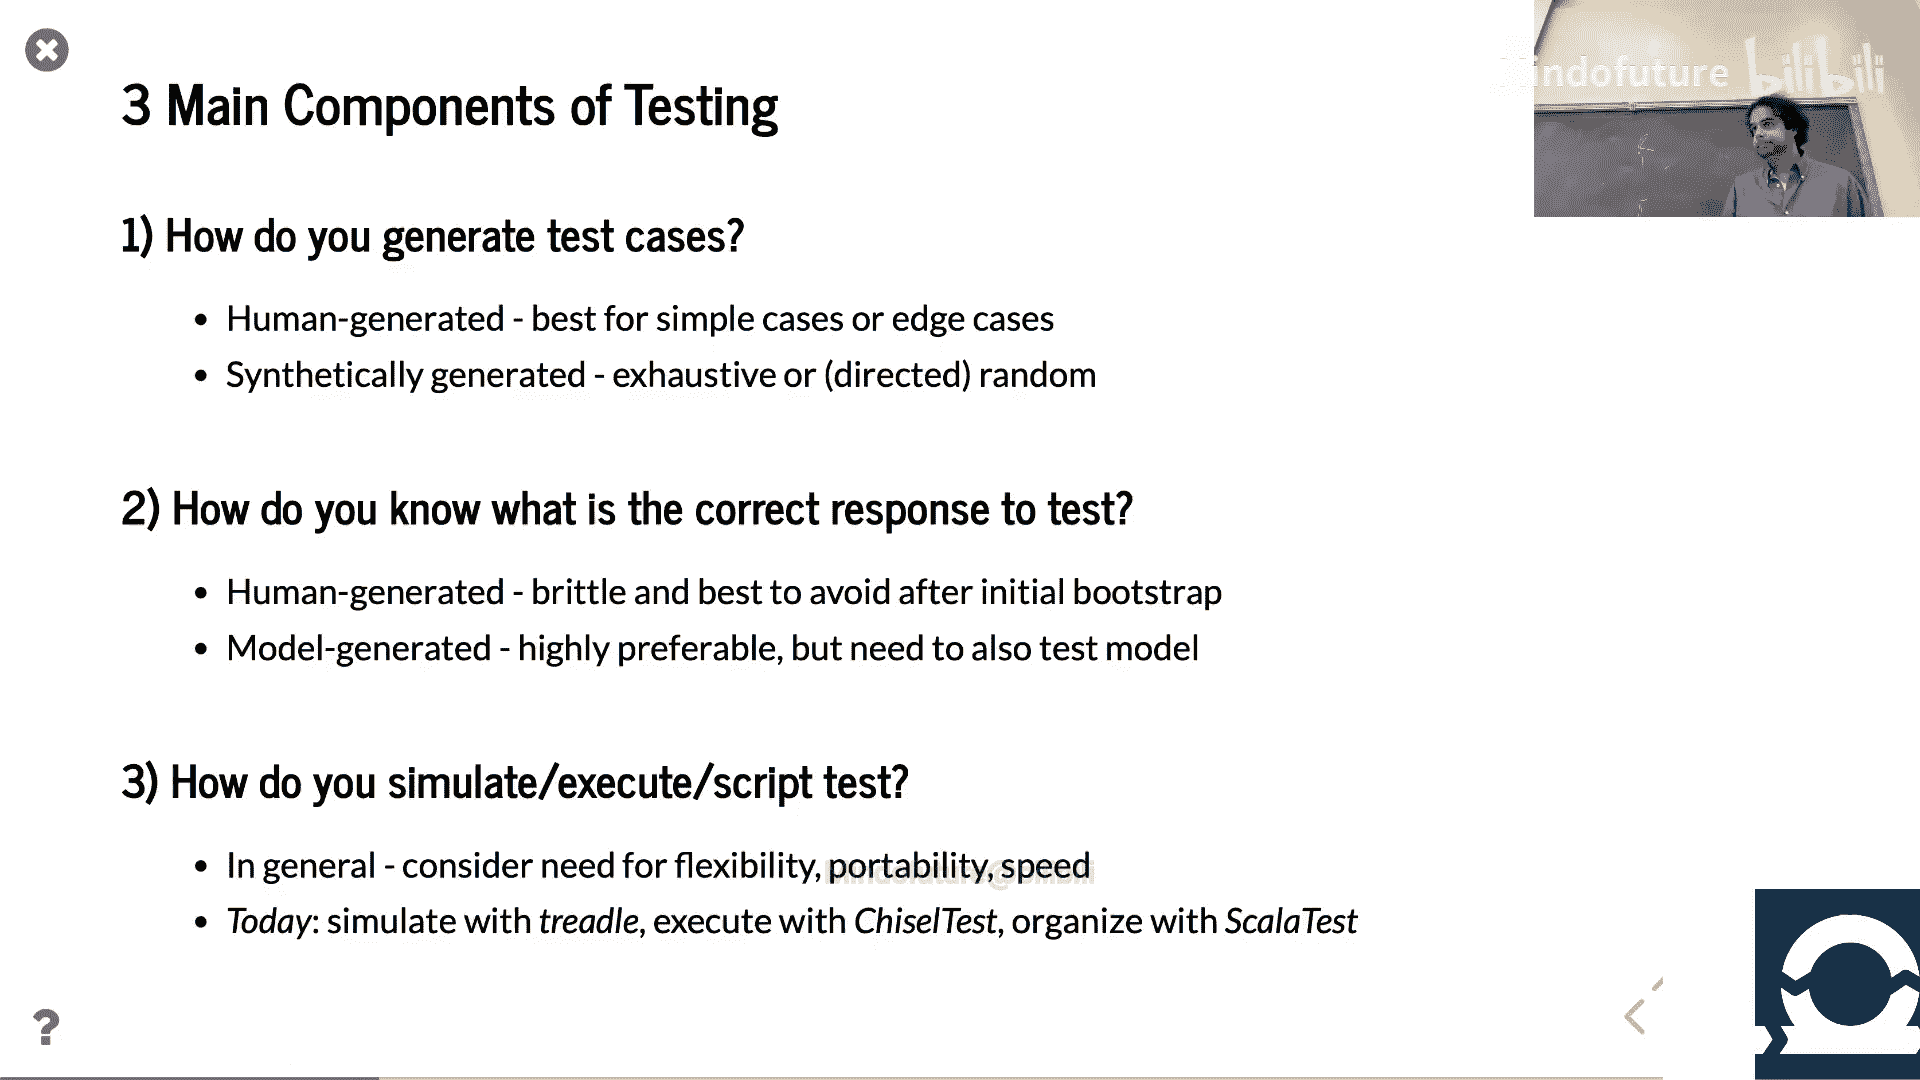 indofuture bilibili
3 Main Components of Testing
1) How do you generate test cases?
Human-generated - best for simple cases or edge cases
Synthetically generated - exhaustive or (directed) random
2) How do you know what is the correct response to test?
Human-generated - brittle and best to avoid after initial bootstrap
Model-generated - highly preferable, but need to also test model
3) How do you simulate/execute/script test?
In general - consider need for flexibility, portability, speed
Today: simulate with treadle, execute with ChiselTest, organize with ScalaTest
?